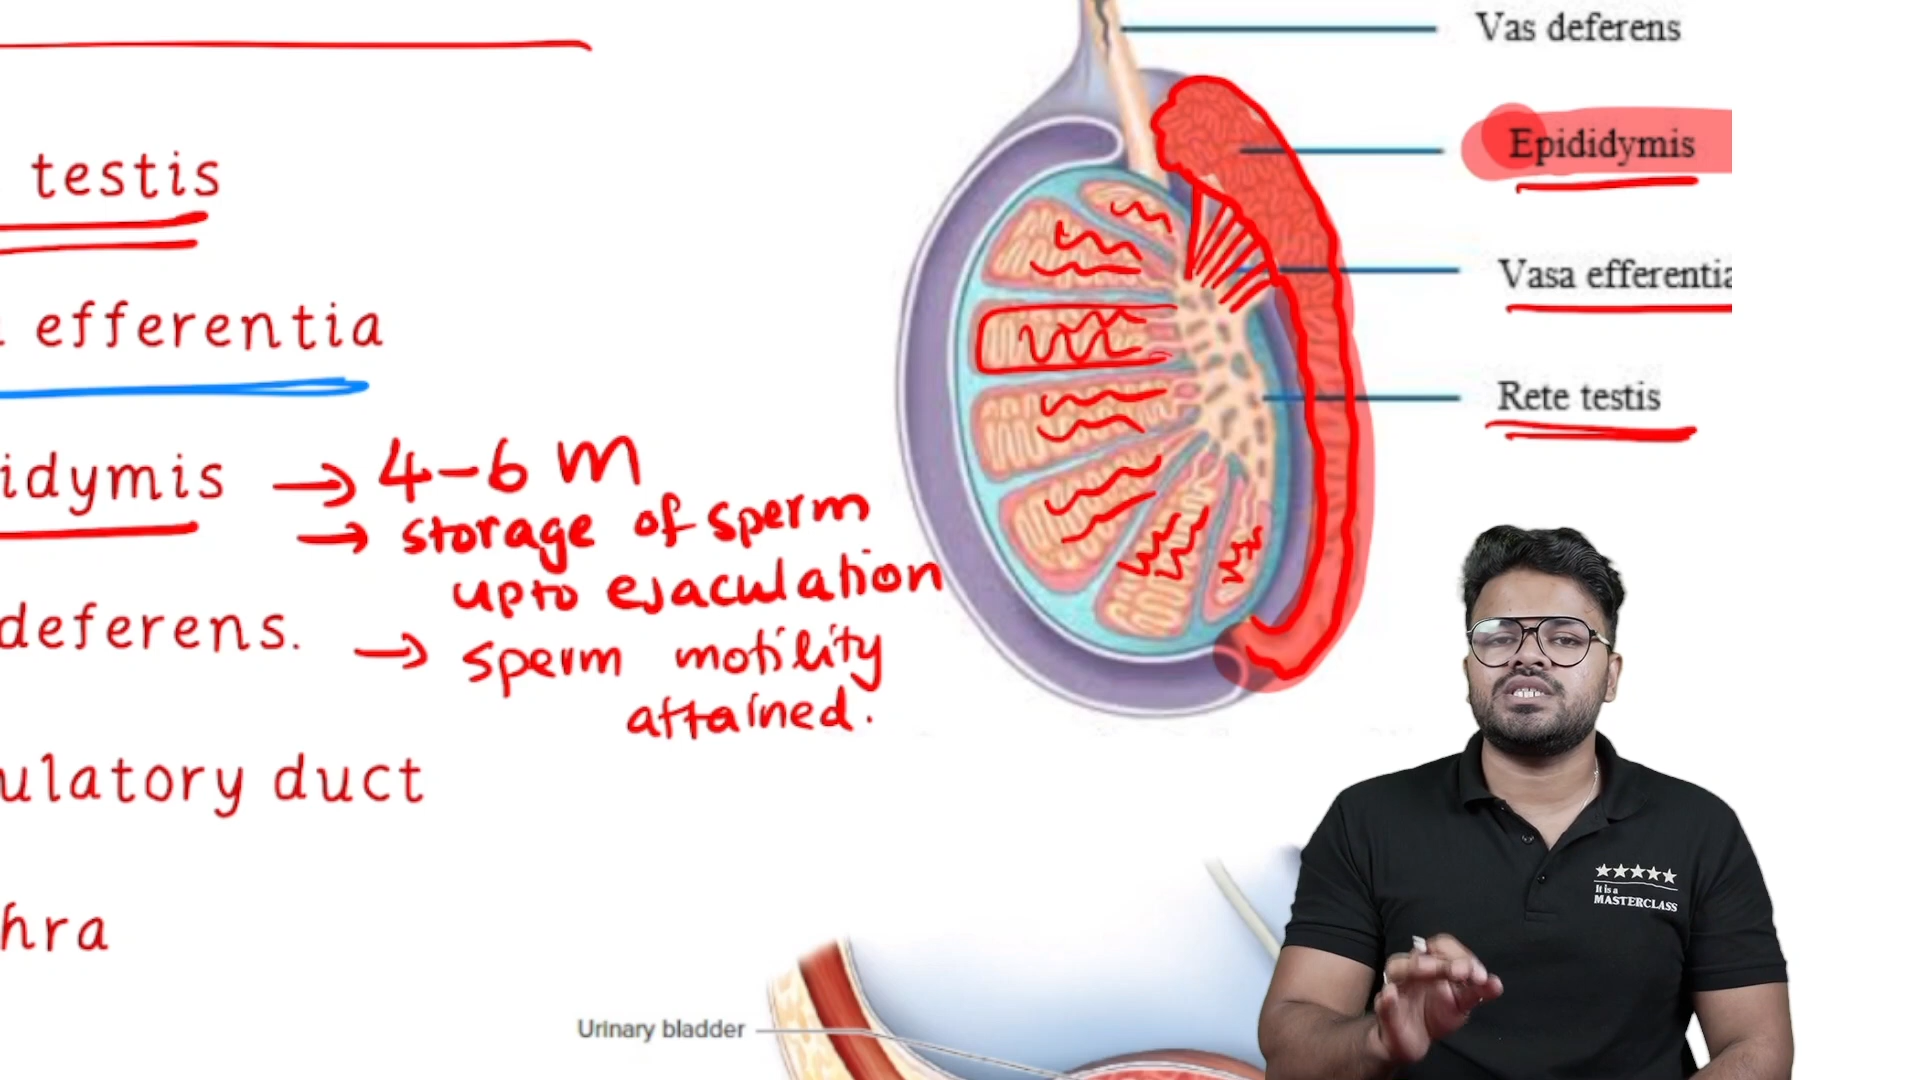 testis
efferentia
idymis → 4-6 m
→ storage of sperm
upto ejaculation
deferens.
→ sperm motility
attained.
ulatory duct
hra
Vas deferens
Epididymis
Vasa efferentia
Rete testis
Urinary bladder
It is a
MASTERCLASS